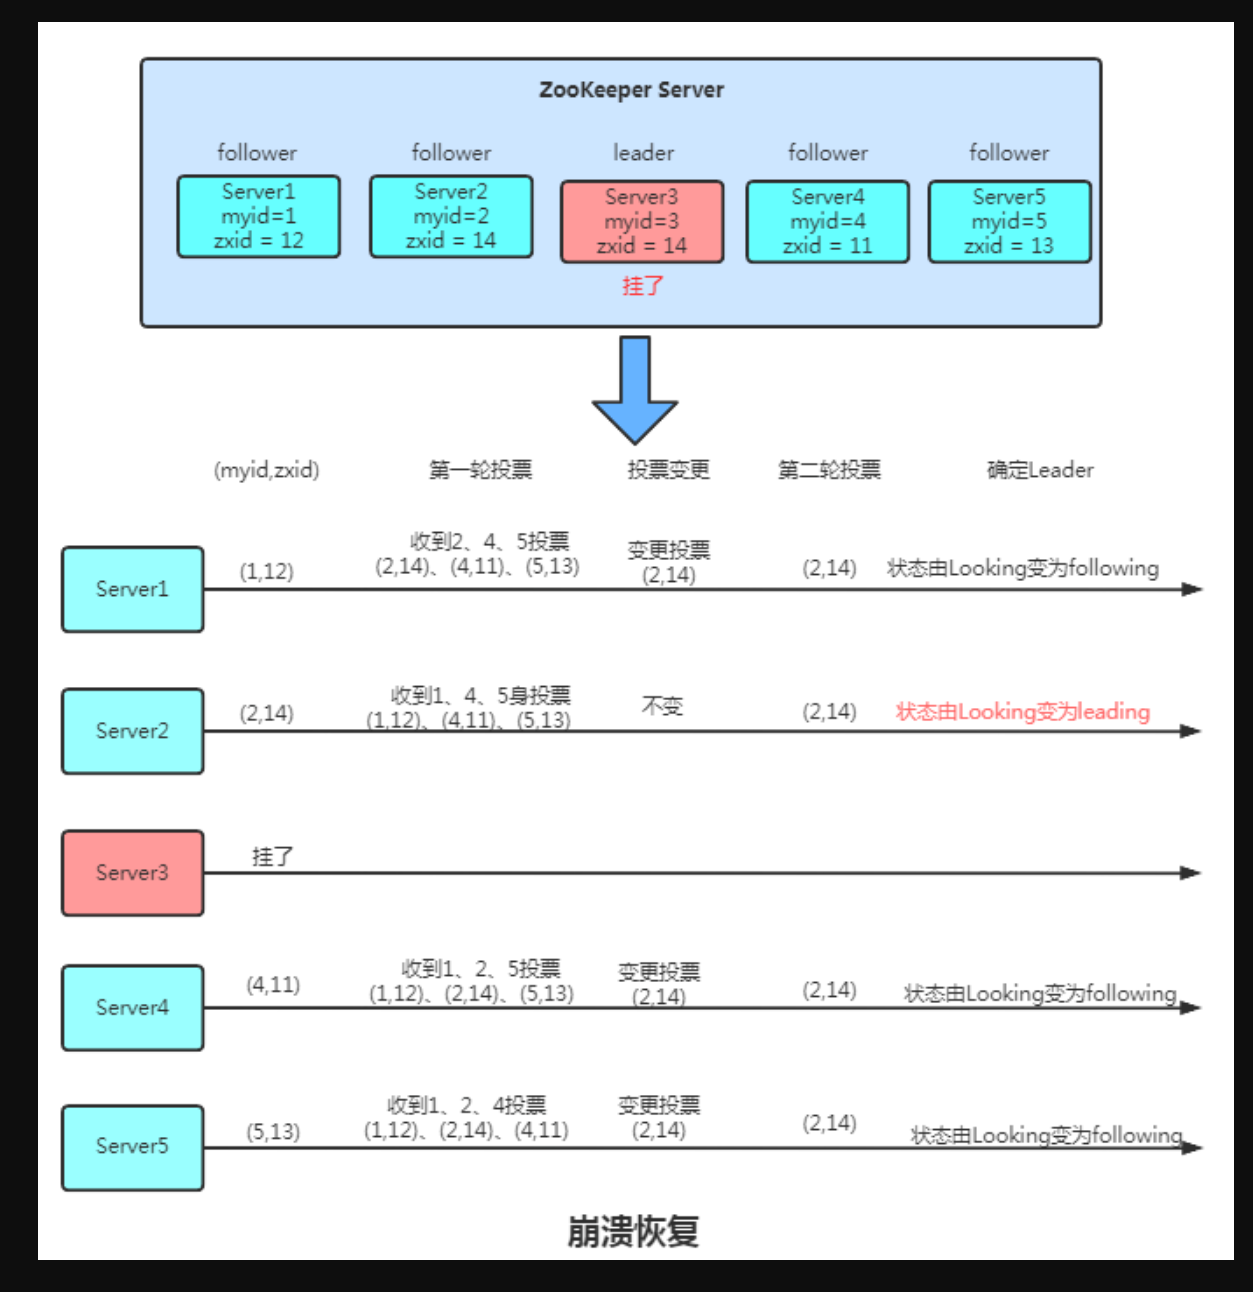 ZooKeeper Server
follower
follower
leader
follower
follower
Server1
myid=1
zxid = 12
Server2
myid=2
zxid = 14
Server3
myid=3
zxid = 14
Server4
myid=4
zxid = 11
Server5
myid=5
zxid = 13
挂了
(myid,zxid)
第一轮投票
投票变更
第二轮投票
确定Leader
Server1
(1,12)
收到2、4、5投票
(2,14)、(4,11)、(5,13)
变更投票
(2,14)
(2,14)
状态由Looking变为following
Server2
(2,14)
收到1、4、5身投票
(1,12)、(4,11)、(5,13)
不变
(2,14)
状态由Looking变为leading
Server3
挂了
Server4
(4,11)
收到1、2、5投票
(1,12)、(2,14)、(5,13)
变更投票
(2,14)
(2,14)
状态由Looking变为following
Server5
(5,13)
收到1、2、4投票
(1,12)、(2,14)、(4,11)
变更投票
(2,14)
(2,14)
状态由Looking变为following
崩溃恢复